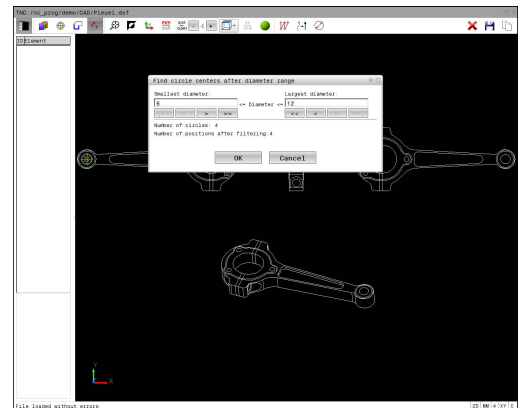 TNC:/nc_prog/demo/CAD/Pleuel.dxf
ID Element
Find circle centers after diameter range
Smallest diameter:
Largest diameter:
6
<= Diameter <=
12
> >>
<< <
Number of circles: 4
Number of positions after filtering:4
OK
Cancel
Y
X
File loaded without errors
2D MM 4 XY C